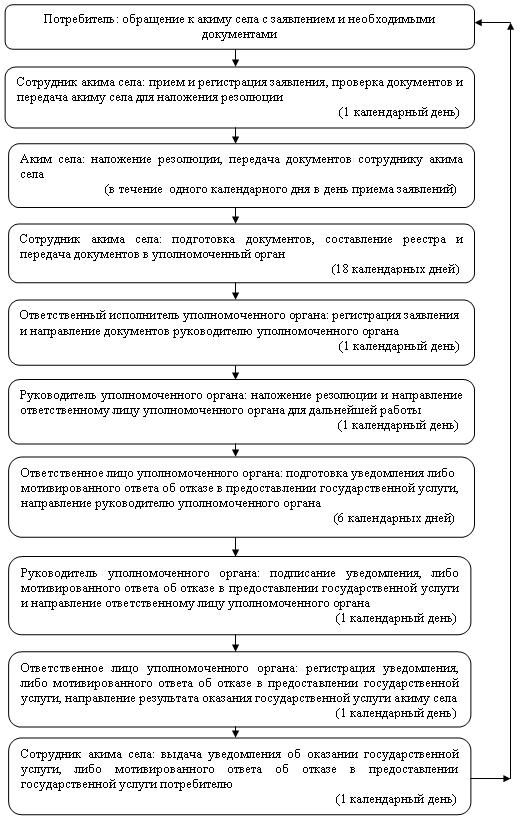 Потребитель: обращение к акиму села с заявлением и необходимыми
документами
Сотрудник акима села: прием и регистрация заявления, проверка документов и
передача акиму села для наложения резолюции
(1 календарный день)
Аким села: наложение резолюции, передача документов сотруднику акима
села
(в течение одного календарного дня в день приема заявлений)
Сотрудник акима села: подготовка документов, составление реестра и
передача документов в уполномоченный орган
(18 календарных дней)
Ответственный исполнитель уполномоченного органа: регистрация заявления
и направление документов руководителю уполномоченного органа
(1 календарный день)
Руководитель уполномоченного органа: наложение резолюции и направление
ответственному лицу уполномоченного органа для дальнейшей работы
(1 календарный день)
Ответственное лицо уполномоченного органа: подготовка уведомления либо
мотивированного ответа об отказе в предоставлении государственной услуги,
направление руководителю уполномоченного органа
(6 календарных дней)
Руководитель уполномоченного органа: подписание уведомления, либо
мотивированного ответа об отказе в предоставлении государственной услуги
и направление ответственному лицу уполномоченного органа
(1 календарный день)
Ответственное лицо уполномоченного органа: регистрация уведомления,
либо мотивированного ответа об отказе в предоставлении государственной
услуги, направление результата оказания государственной услуги акиму села
(1 календарный день)
Сотрудник акима села: выдача уведомления об оказании государственной
услуги, либо мотивированного ответа об отказе в предоставлении
государственной услуги потребителю
(1 календарный день)